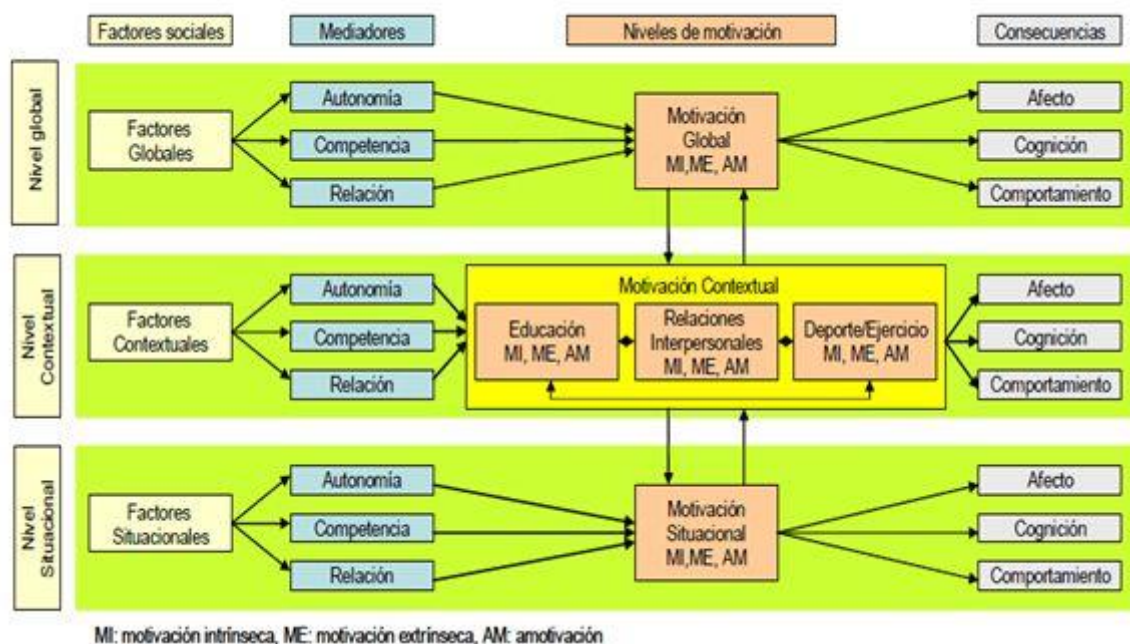 Factores sociales
Mediadores
Niveles de motivación
Consecuencias
Nivel global
Factores
Globales
Autonomía
Competencia
Relación
Motivación
Global
MI,ME, AM
Afecto
Cognición
Comportamiento
Nivel
Contextual
Factores
Contextuales
Autonomía
Competencia
Relación
Motivación Contextual
Educación
MI, ME, AM
Relaciones
Interpersonales
MI, ME, AM
Deporte/Ejercicio
MI, ME, AM
Afecto
Cognición
Comportamiento
Nivel
Situacional
Factores
Situacionales
Autonomía
Competencia
Relación
Motivación
Situacional
MI,ME, AM
Afecto
Cognición
Comportamiento
MI: motivación intrínseca, ME: motivación extrínseca, AM: amotivación